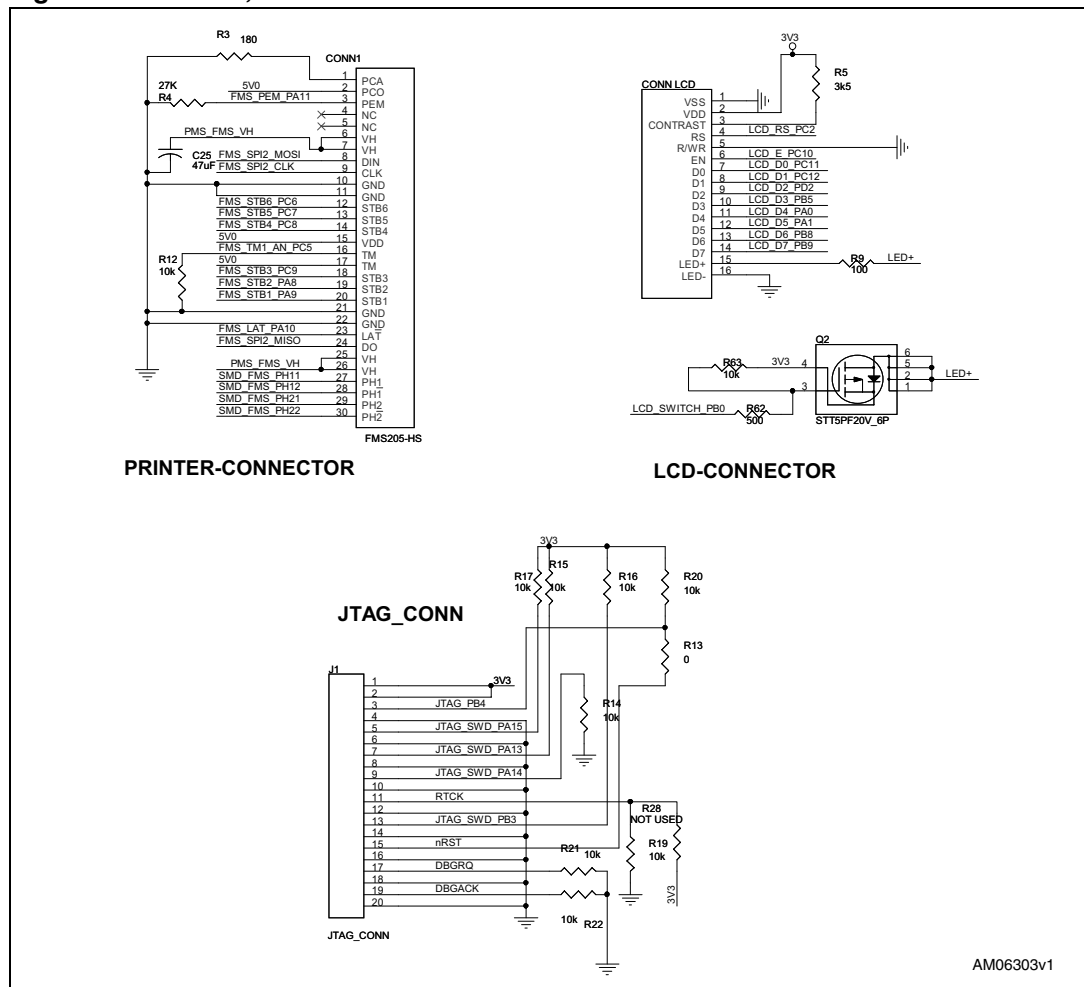 R3 180
CONN1
1 PCA
5V0 2 PCO
27K
R4
FMS_PEM_PA11 3 PEM
4 NC
5 NC
PMS_FMS_VH 6 VH
7 VH
C25
47uF
FMS_SPI2_MOSI 8 DIN
FMS_SPI2_CLK 9 CLK
10 GND
11 GND
FMS_STB6_PC6 12 STB6
FMS_STB5_PC7 13 STB5
FMS_STB4_PC8 14 STB4
5V0 15 VDD
FMS_TM1_AN_PC5 16 TM
R12
10k
5V0 17 TM
FMS_STB3_PC9 18 STB3
FMS_STB2_PA8 19 STB2
FMS_STB1_PA9 20 STB1
21 GND
22 GND
FMS_LAT_PA10 23 LAT
FMS_SPI2_MISO 24 DO
25 VH
PMS_FMS_VH 26 VH
SMD_FMS_PH11 27 PH1
SMD_FMS_PH12 28 PH1
SMD_FMS_PH21 29 PH2
SMD_FMS_PH22 30 PH2
FMS205-HS
PRINTER-CONNECTOR
3V3
R5
3k5
CONN LCD
VSS 1
VDD 2
CONTRAST 3
RS 4 LCD_RS_PC2
R/WR 5
EN 6 LCD_E_PC10
D0 7 LCD_D0_PC11
D1 8 LCD_D1_PC12
D2 9 LCD_D2_PD2
D3 10 LCD_D3_PB5
D4 11 LCD_D4_PA0
D5 12 LCD_D5_PA1
D6 13 LCD_D6_PB8
D7 14 LCD_D7_PB9
LED+ 15 R9 LED+
100
LED- 16
Q2
R63 3V3 4
10k
6
5
2 LED+
1
3
LCD_SWITCH_PB0 R62
500
STT5PF20V_6P
LCD-CONNECTOR
3V3
R17
10k
R15
10k
R16
10k
R20
10k
JTAG_CONN
R13
0
J1
1 3V3
2
3 JTAG_PB4
R14
10k
4
5 JTAG_SWD_PA15
6
7 JTAG_SWD_PA13
8
9 JTAG_SWD_PA14
10
11 RTCK
12
R28
NOT USED
13 JTAG_SWD_PB3
14
15 nRST
R19
10k
16
R21 10k
17 DBGRQ
18
19 DBGACK
20
10k R22
3V3
JTAG_CONN
AM06303v1